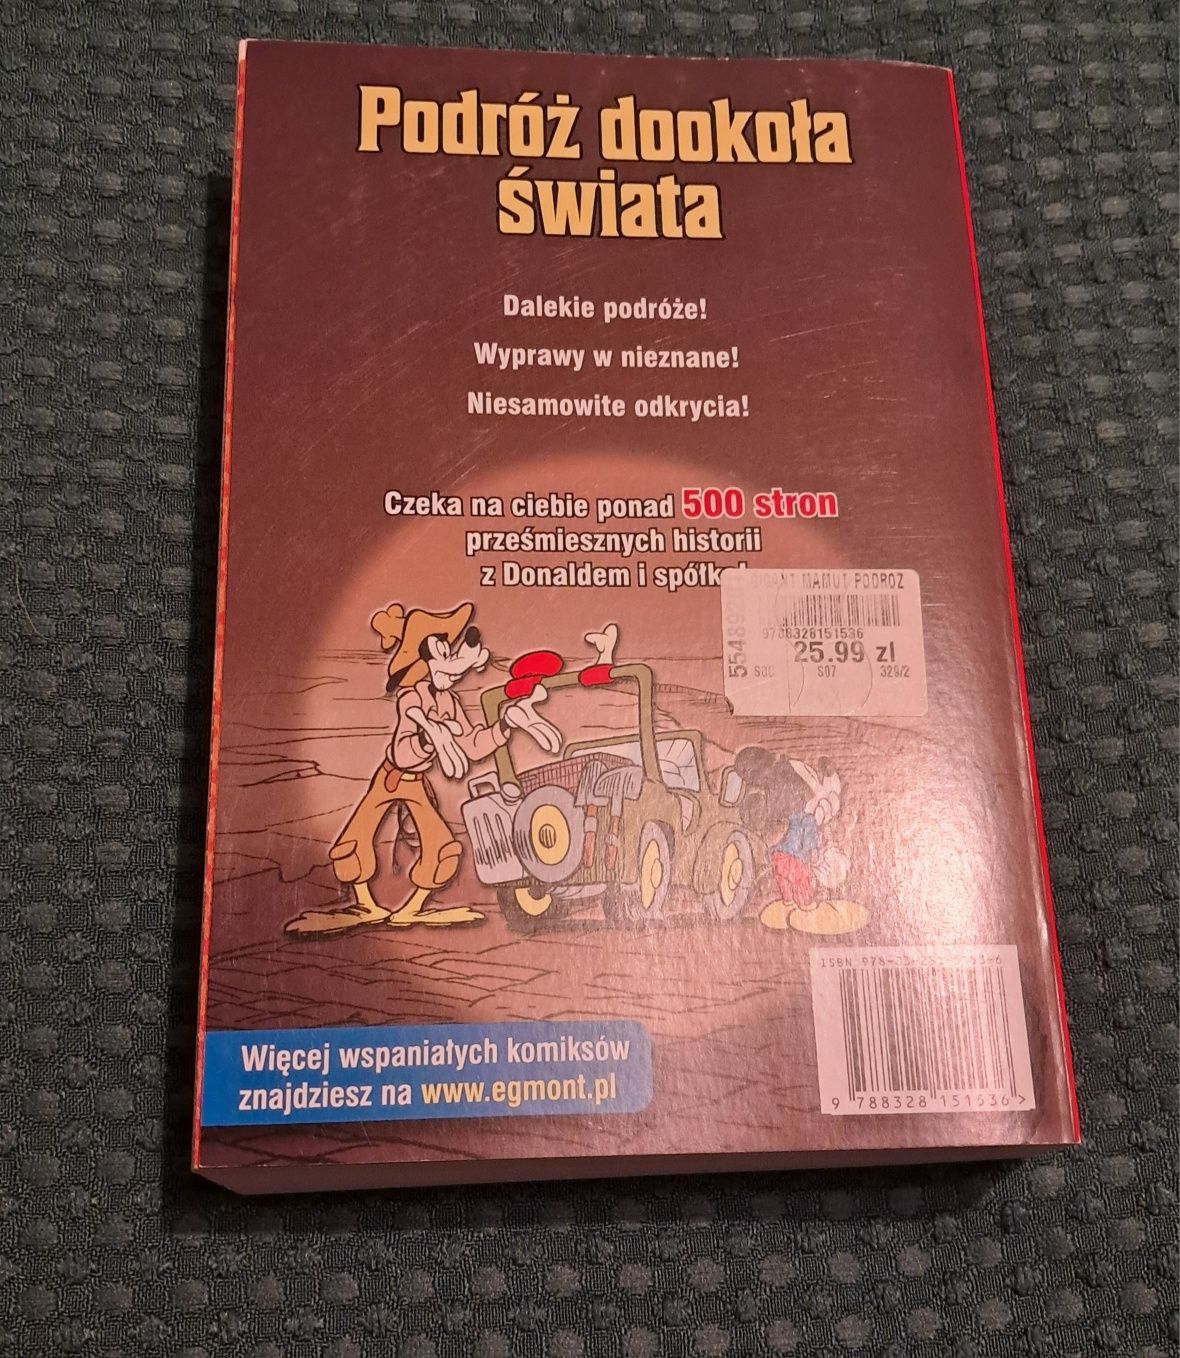 Podróż dookoła
świata
Dalekie podróże!
Wyprawy w nieznane!
Niesamowite odkrycia!
Czeka na ciebie ponad 500 stron
prześmiesznych historii
z Donaldem i
GIGANT MAMUT PODROZ
9788328151536
25.99 zł
S07 329/2
ISBN
9 788328 151536 >
Więcej wspaniałych komiksów
znajdziesz na www.egmont.pl